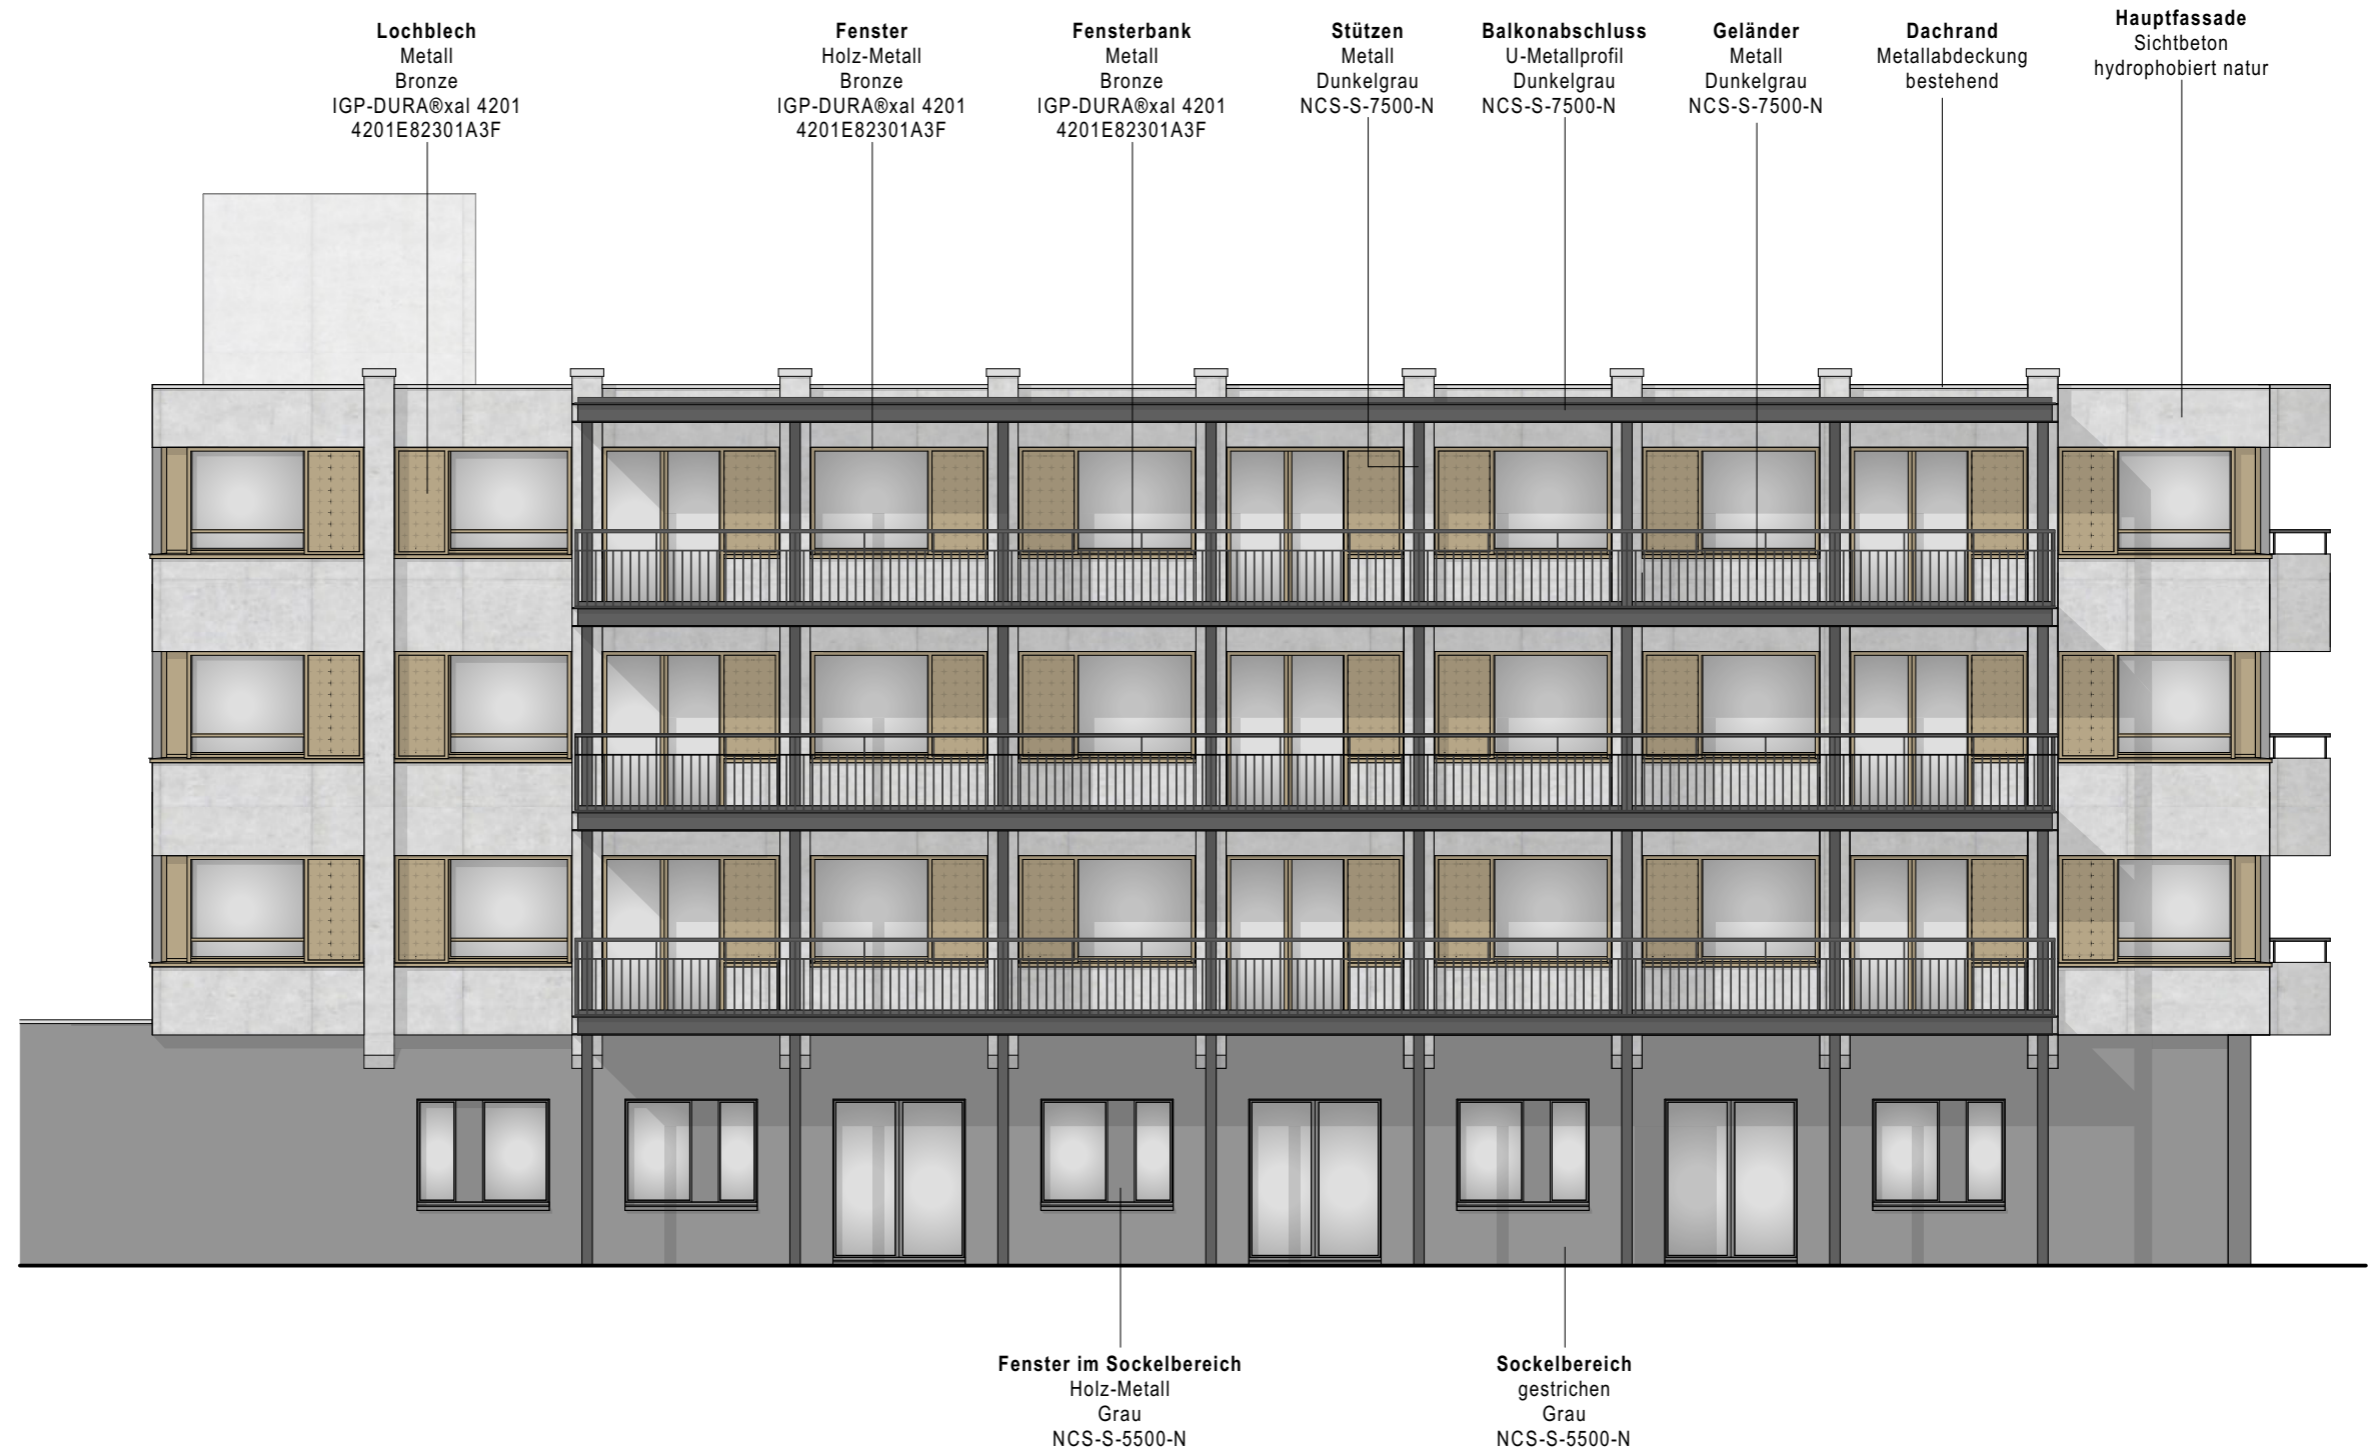 Lochblech
Metall
Bronze
IGP-DURA®xal 4201
4201E82301A3F
Fenster
Holz-Metall
Bronze
IGP-DURA®xal 4201
4201E82301A3F
Fensterbank
Metall
Bronze
IGP-DURA®xal 4201
4201E82301A3F
Stützen
Metall
Dunkelgrau
NCS-S-7500-N
Balkonabschluss
U-Metallprofil
Dunkelgrau
NCS-S-7500-N
Geländer
Metall
Dunkelgrau
NCS-S-7500-N
Dachrand
Metallabdeckung
bestehend
Hauptfassade
Sichtbeton
hydrophobiert natur
Fenster im Sockelbereich
Holz-Metall
Grau
NCS-S-5500-N
Sockelbereich
gestrichen
Grau
NCS-S-5500-N